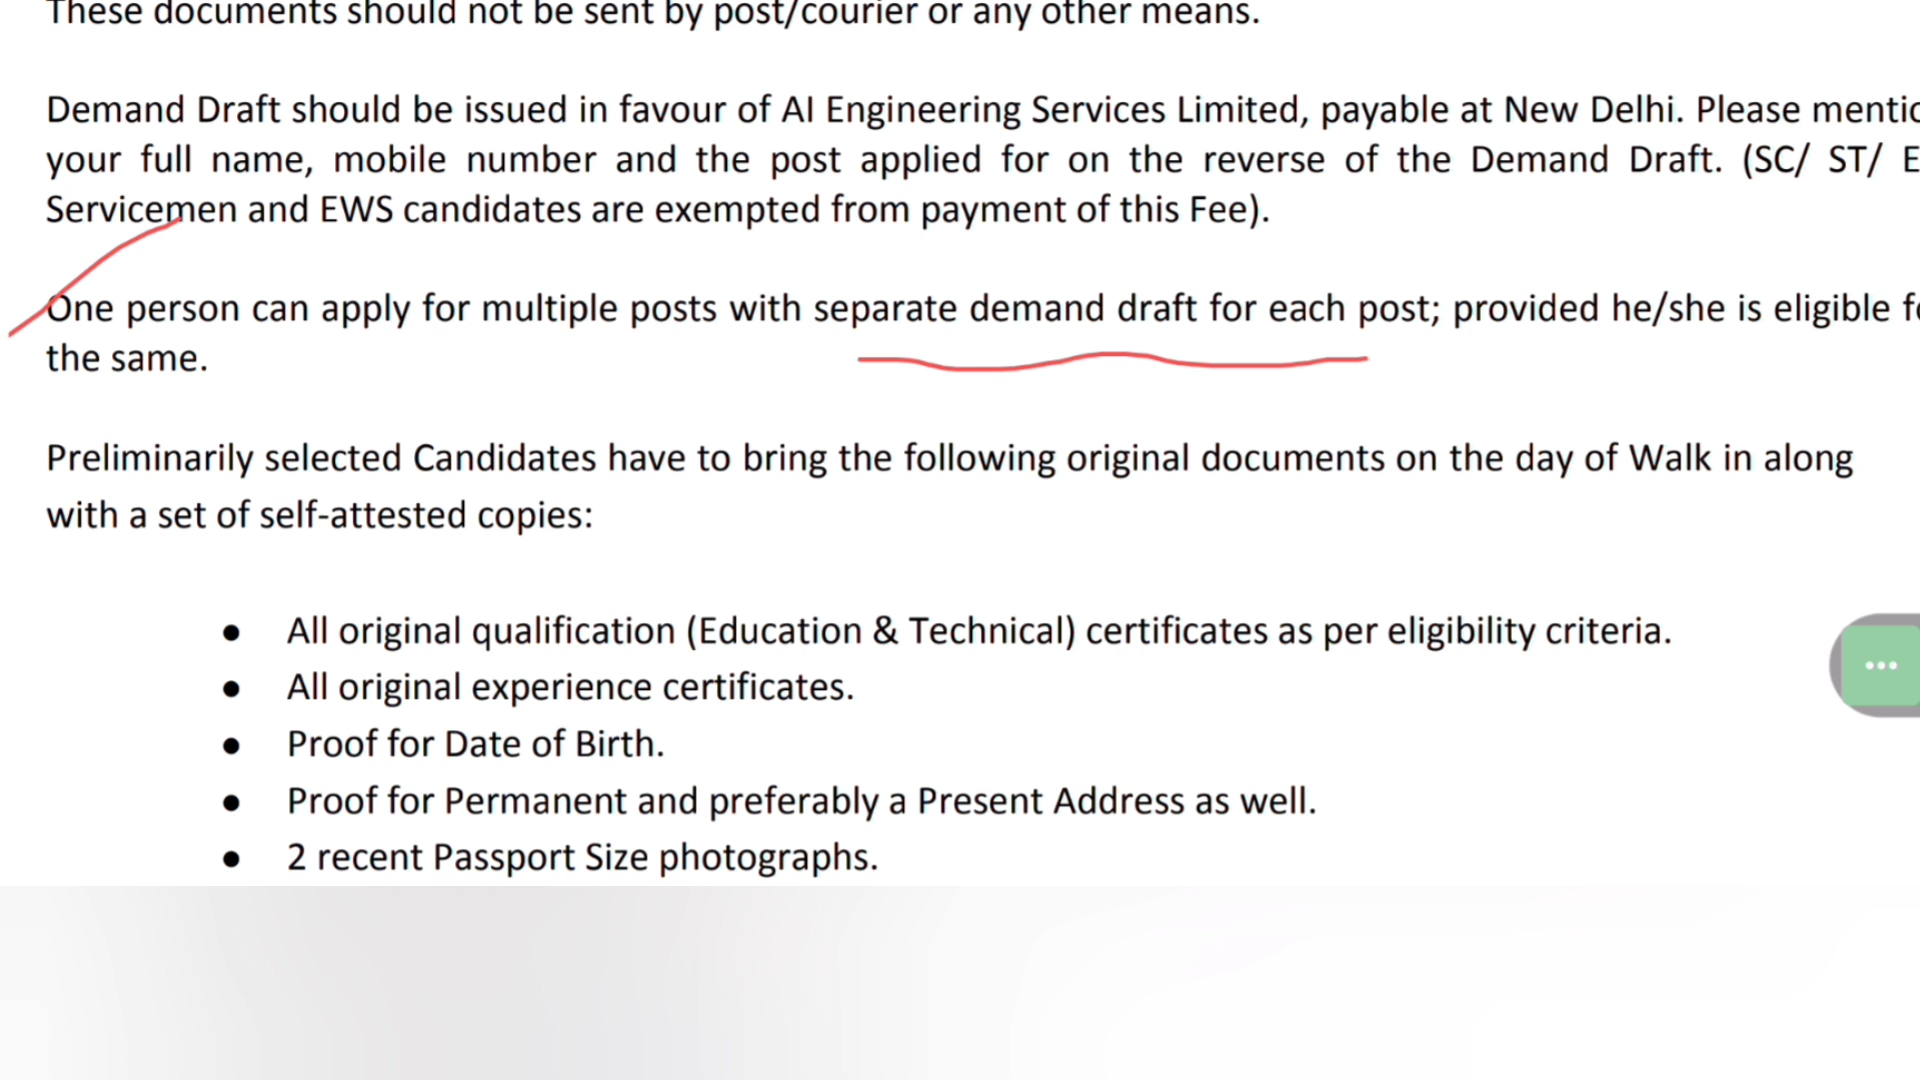 These documents should not be sent by post/courier or any other means.
Demand Draft should be issued in favour of AI Engineering Services Limited, payable at New Delhi. Please mentio
your full name, mobile number and the post applied for on the reverse of the Demand Draft. (SC/ ST/ E
Servicemen and EWS candidates are exempted from payment of this Fee).
One person can apply for multiple posts with separate demand draft for each post; provided he/she is eligible fo
the same.
Preliminarily selected Candidates have to bring the following original documents on the day of Walk in along
with a set of self-attested copies:
● All original qualification (Education & Technical) certificates as per eligibility criteria.
● All original experience certificates.
● Proof for Date of Birth.
● Proof for Permanent and preferably a Present Address as well.
● 2 recent Passport Size photographs.